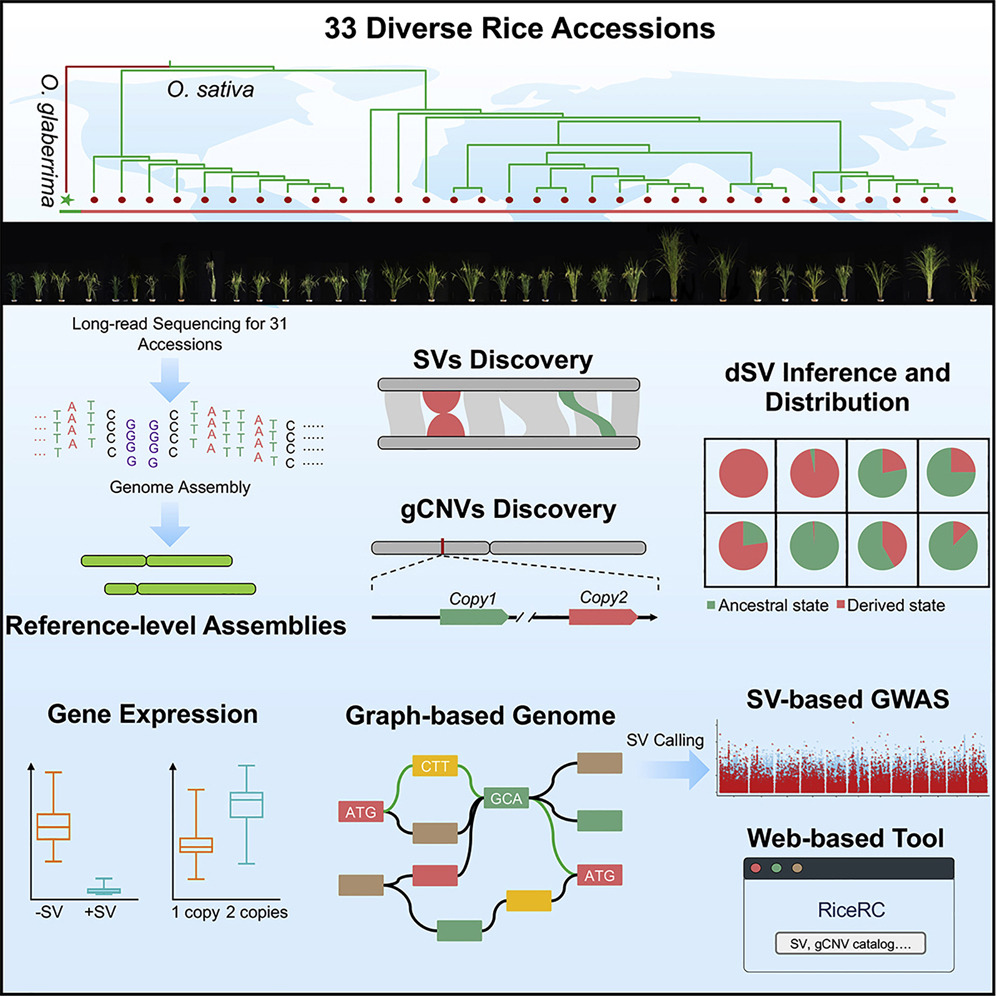 33 Diverse Rice Accessions
O. glaberrima
O. sativa
Long-read Sequencing for 31
Accessions
... T A T C G G C T A T T A T C .....
... T A T C G G C T A T T A T C .....
... T A T C G G C T A T T A T C .....
... T A T C G G C T A T T A T C .....
Genome Assembly
Reference-level Assemblies
SVs Discovery
gCNVs Discovery
Copy1
Copy2
dSV Inference and
Distribution
Ancestral state
Derived state
Gene Expression
-SV
+SV
1 copy
2 copies
Graph-based Genome
CTT
ATG
GCA
ATG
SV Calling
SV-based GWAS
Web-based Tool
RiceRC
SV, gCNV catalog....